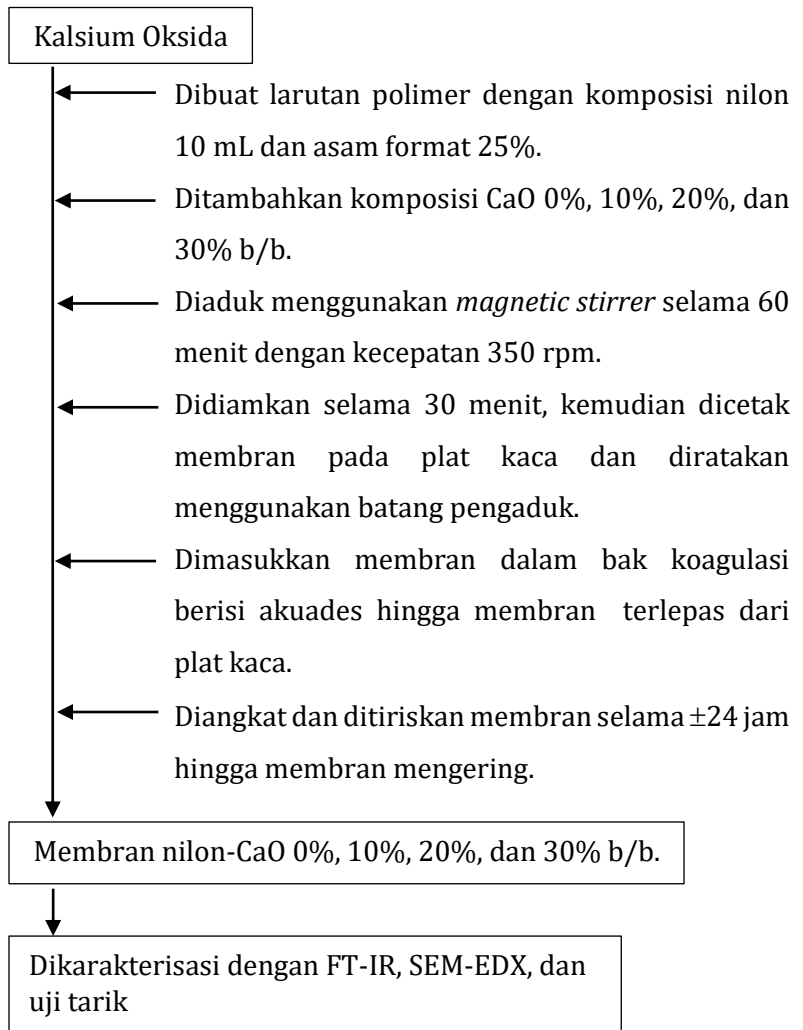 Kalsium Oksida
Dibuat larutan polimer dengan komposisi nilon
10 mL dan asam format 25%.
Ditambahkan komposisi CaO 0%, 10%, 20%, dan
30% b/b.
Diaduk menggunakan magnetic stirrer selama 60
menit dengan kecepatan 350 rpm.
Didiamkan selama 30 menit, kemudian dicetak
membran pada plat kaca dan diratakan
menggunakan batang pengaduk.
Dimasukkan membran dalam bak koagulasi
berisi akuades hingga membran terlepas dari
plat kaca.
Diangkat dan ditiriskan membran selama ±24 jam
hingga membran mengering.
Membran nilon-CaO 0%, 10%, 20%, dan 30% b/b.
Dikarakterisasi dengan FT-IR, SEM-EDX, dan
uji tarik